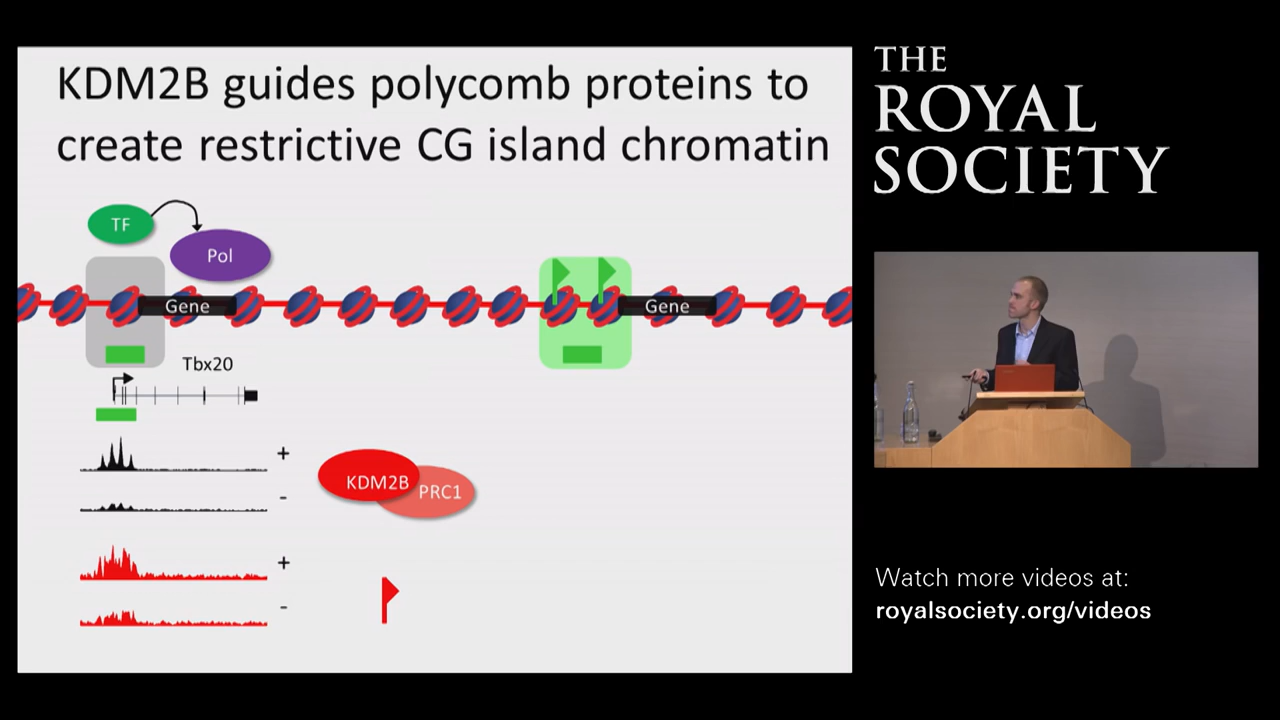 KDM2B guides polycomb proteins to
create restrictive CG island chromatin
TF
Pol
Gene
Gene
Tbx20
+
-
KDM2B
PRC1
+
-
THE
ROYAL
SOCIETY
Watch more videos at:
royalsociety.org/videos